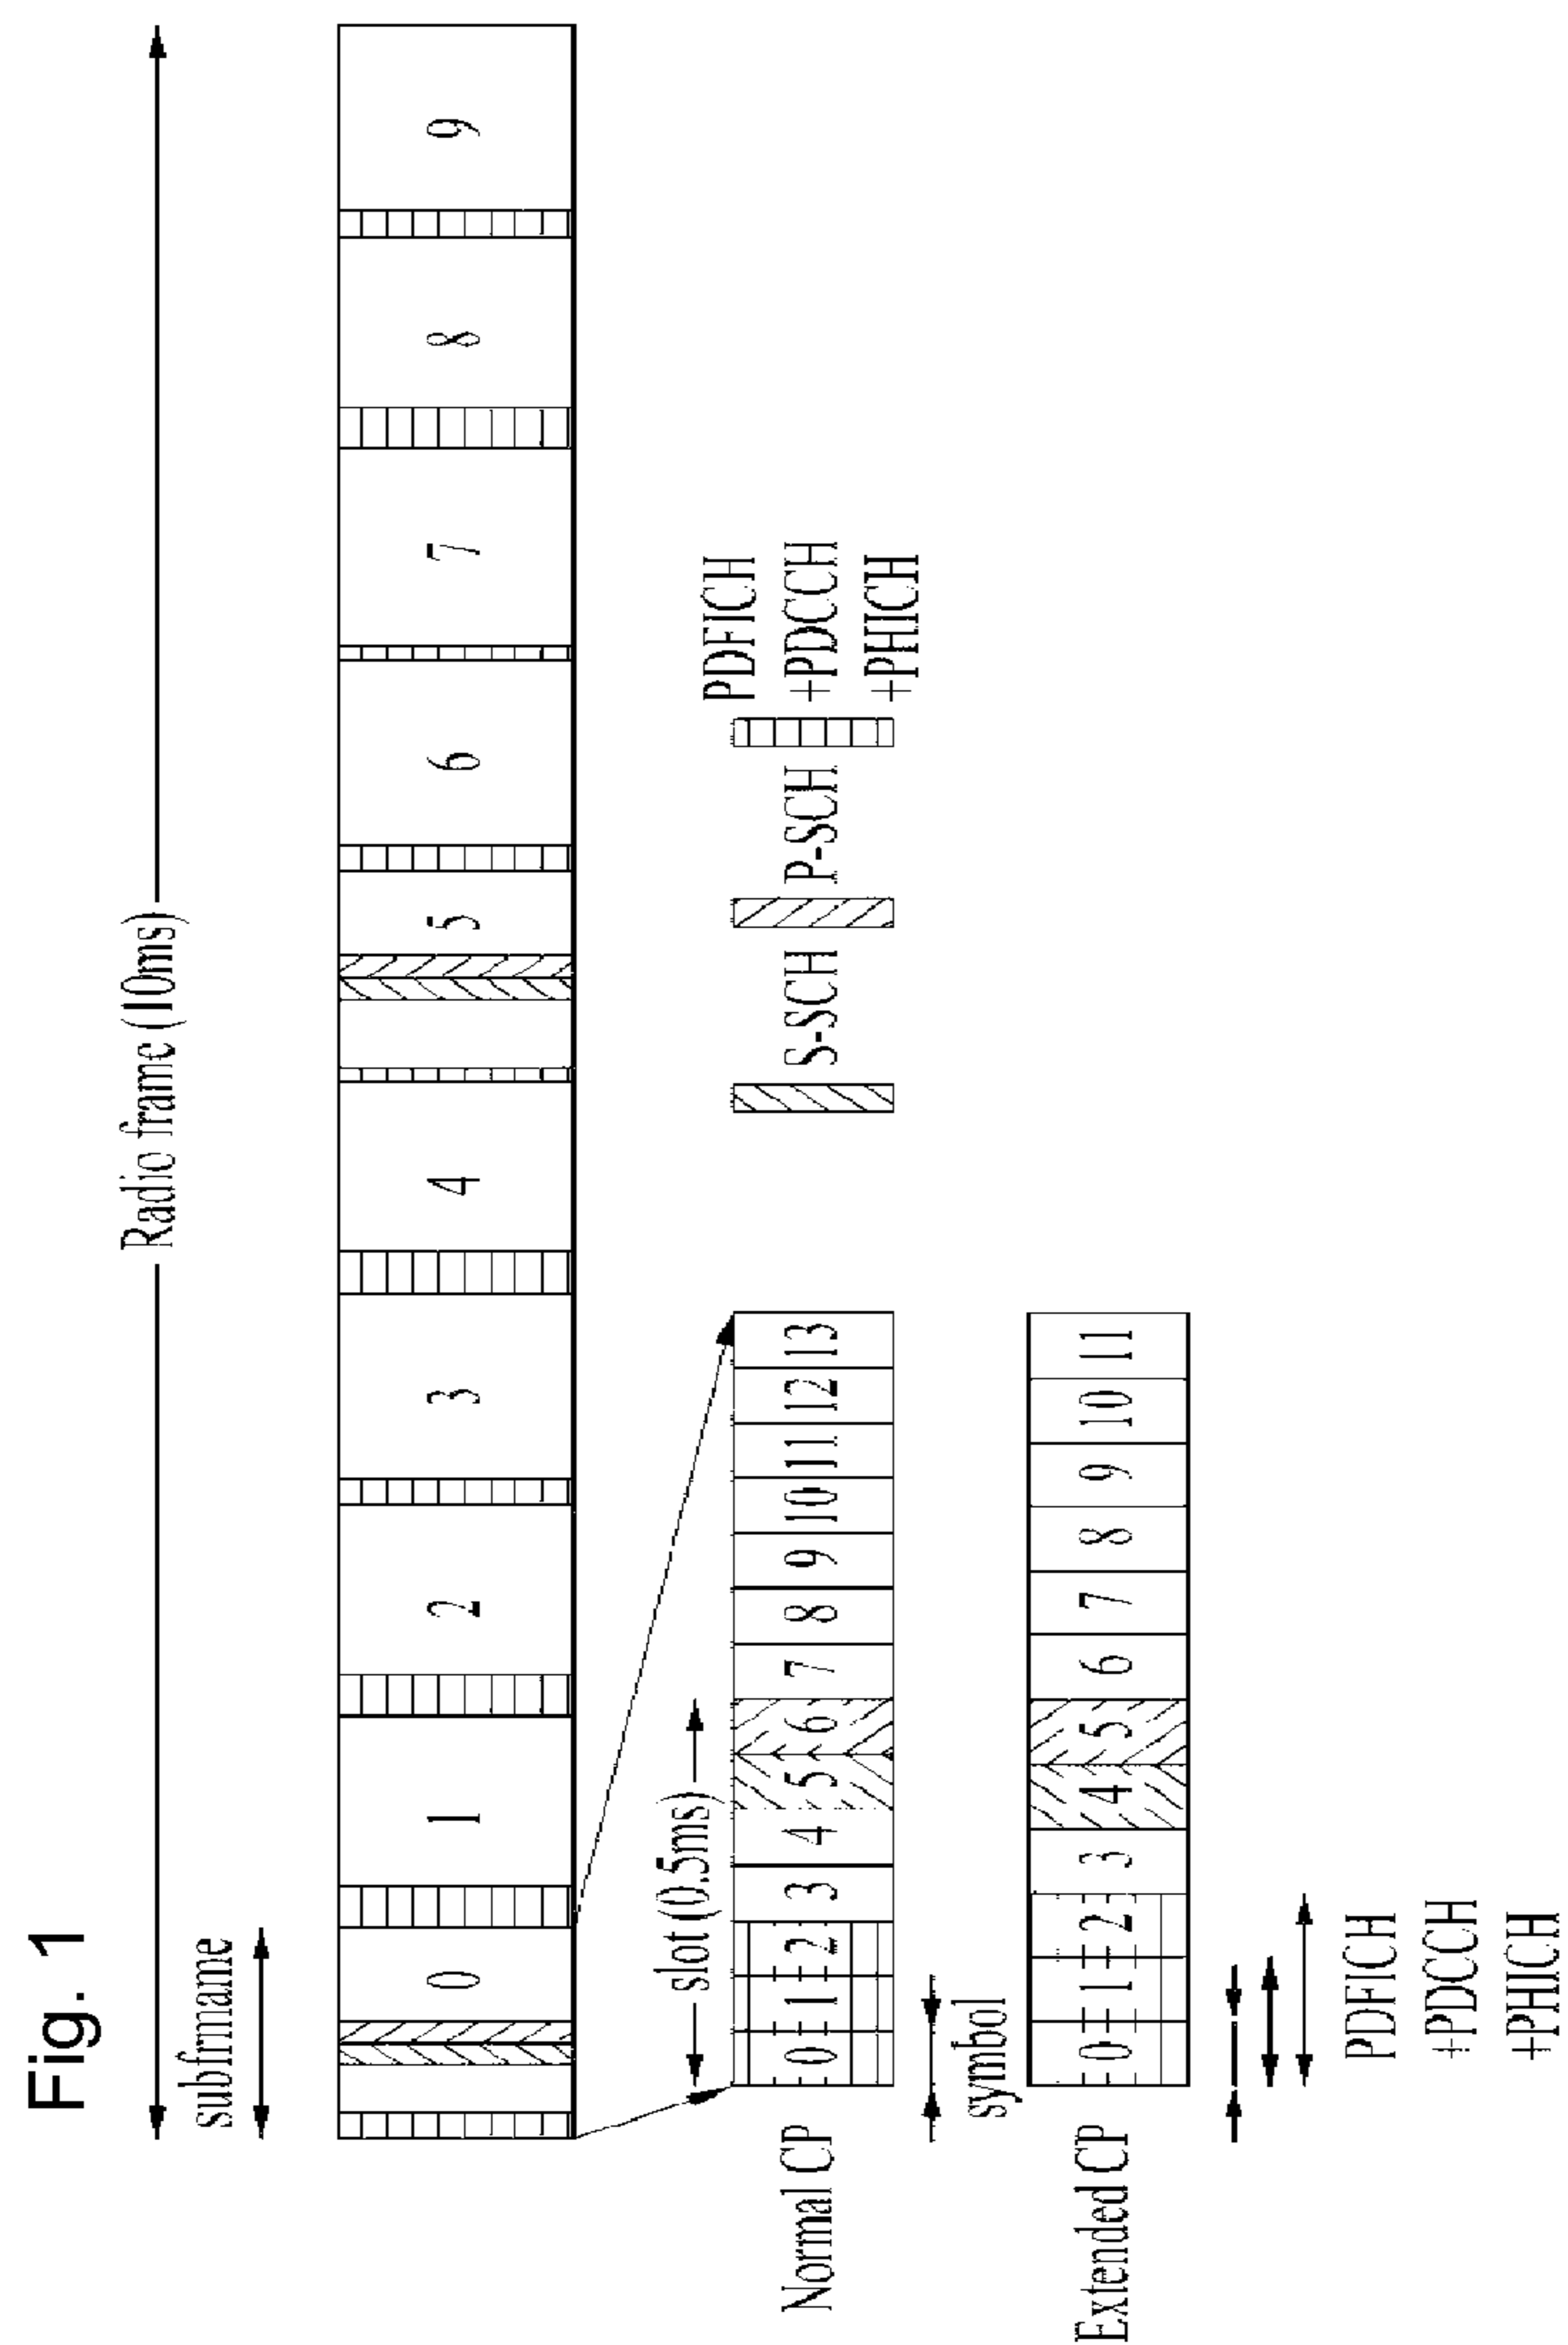 Fig. 1
Radio frame (10ms)
subfrmame
0 1 2 3 4 5 6 7 8 9
slot (0.5ms)
Normal CP
0 1 2 3 4 5 6 7 8 9 10 11 12 13
symbol
S-SCH
P-SCH
PDFICH
+PDCCH
+PHICH
Extended CP
0 1 2 3 4 5 6 7 8 9 10 11
PDFICH
+PDCCH
+PHICH